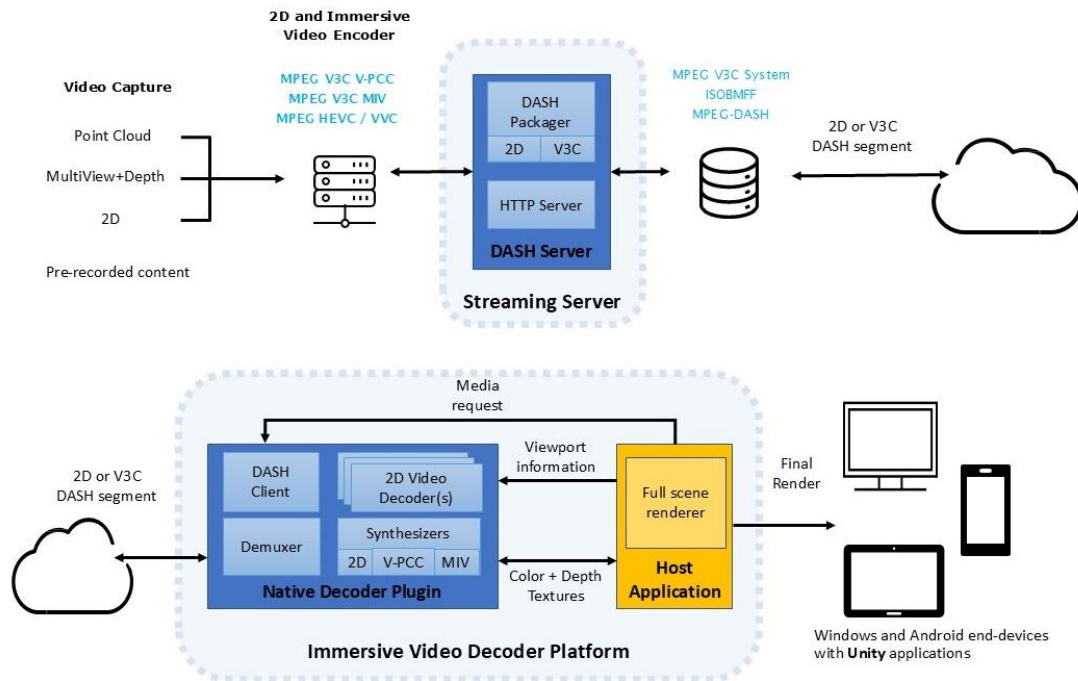 2D and Immersive
Video Encoder
Video Capture
Point Cloud
MultiView+Depth
2D
Pre-recorded content
MPEG V3C V-PCC
MPEG V3C MIV
MPEG HEVC / VVC
DASH
Packager
2D
V3C
HTTP Server
DASH Server
Streaming Server
MPEG V3C System
ISOBMFF
MPEG-DASH
2D or V3C
DASH segment
2D or V3C
DASH segment
Media
request
DASH
Client
2D Video
Decoder(s)
Demuxer
Synthesizers
2D
V-PCC
MIV
Native Decoder Plugin
Viewport
information
Color + Depth
Textures
Full scene
renderer
Host
Application
Immersive Video Decoder Platform
Final
Render
Windows and Android end-devices
with Unity applications